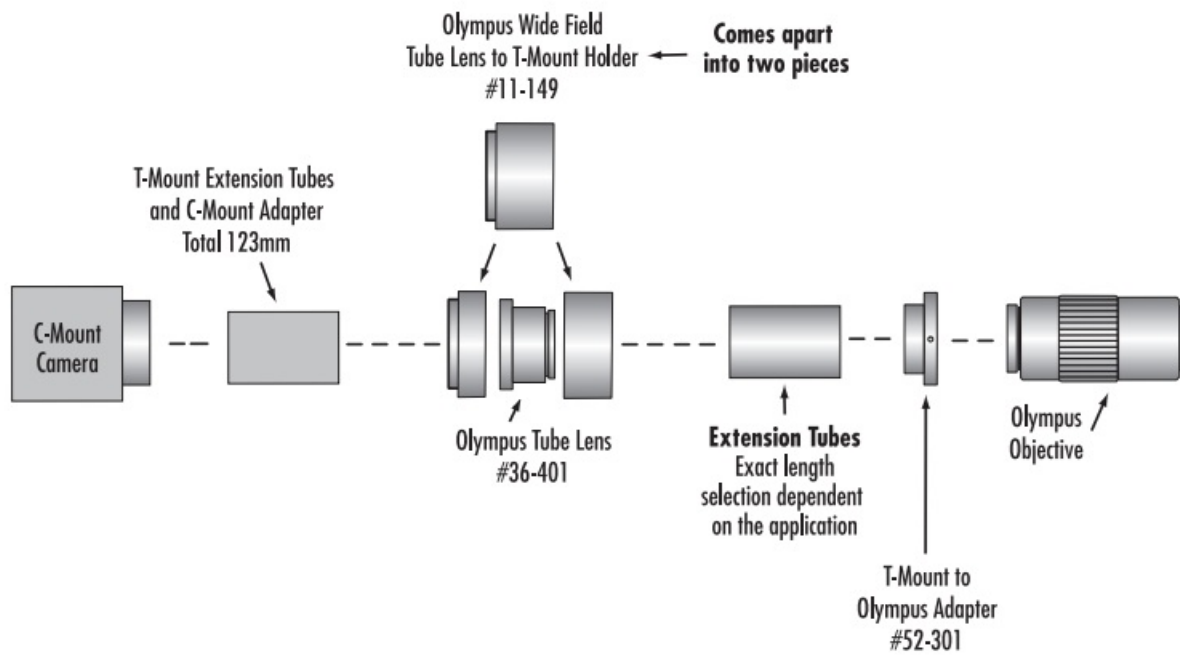 Olympus Wide Field
Tube Lens to T-Mount Holder
#11-149
Comes apart
into two pieces
T-Mount Extension Tubes
and C-Mount Adapter
Total 123mm
C-Mount
Camera
Olympus Tube Lens
#36-401
Extension Tubes
Exact length
selection dependent
on the application
Olympus
Objective
T-Mount to
Olympus Adapter
#52-301